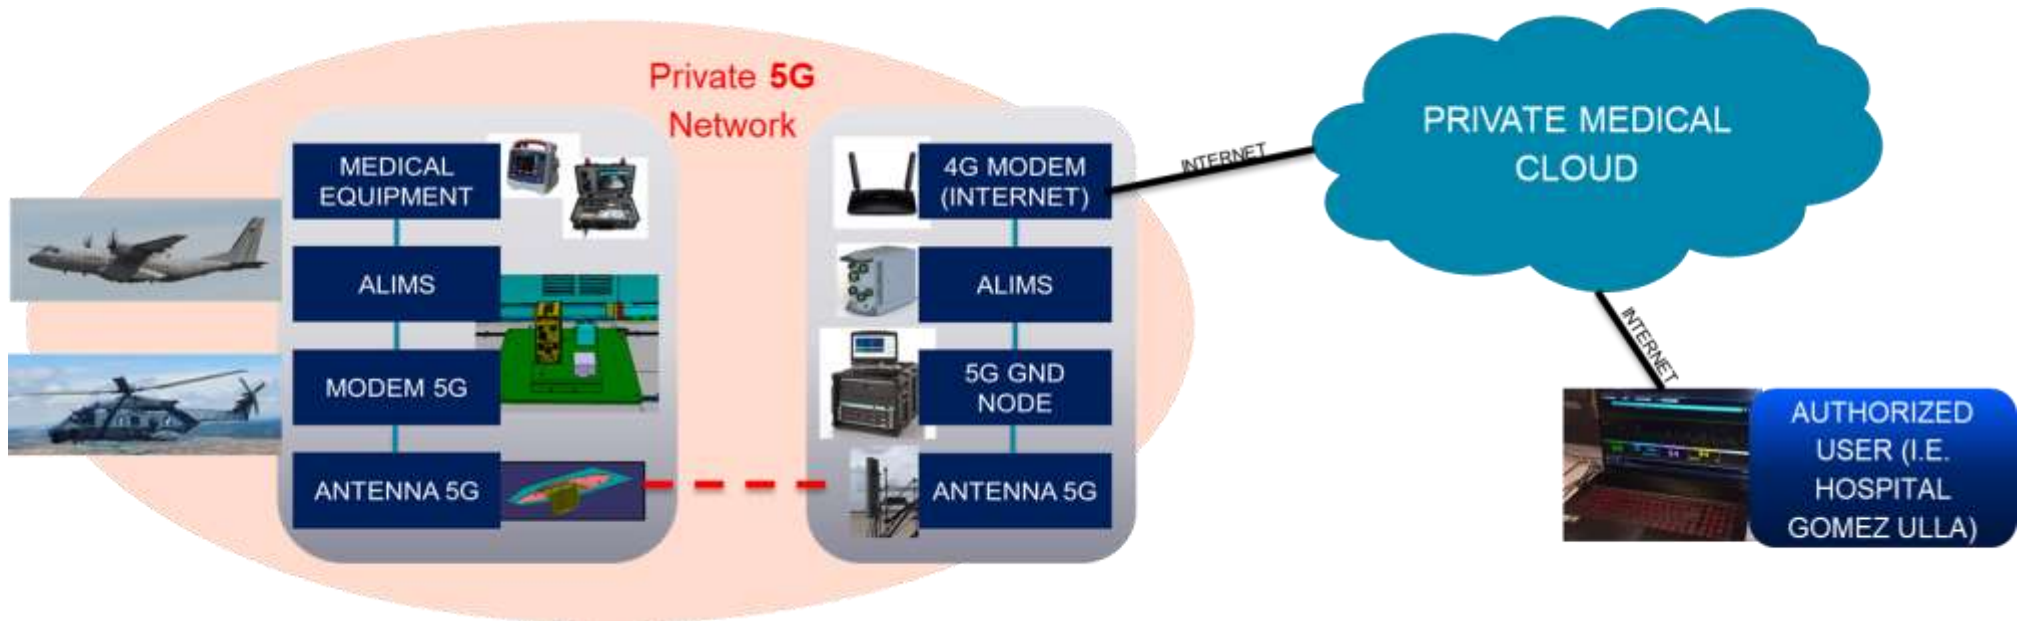 Private 5G
Network
MEDICAL
EQUIPMENT
ALIMS
MODEM 5G
ANTENNA 5G
4G MODEM
(INTERNET)
ALIMS
5G GND
NODE
ANTENNA 5G
INTERNET
PRIVATE MEDICAL
CLOUD
INTERNET
AUTHORIZED
USER (I.E.
HOSPITAL
GOMEZ ULLA)